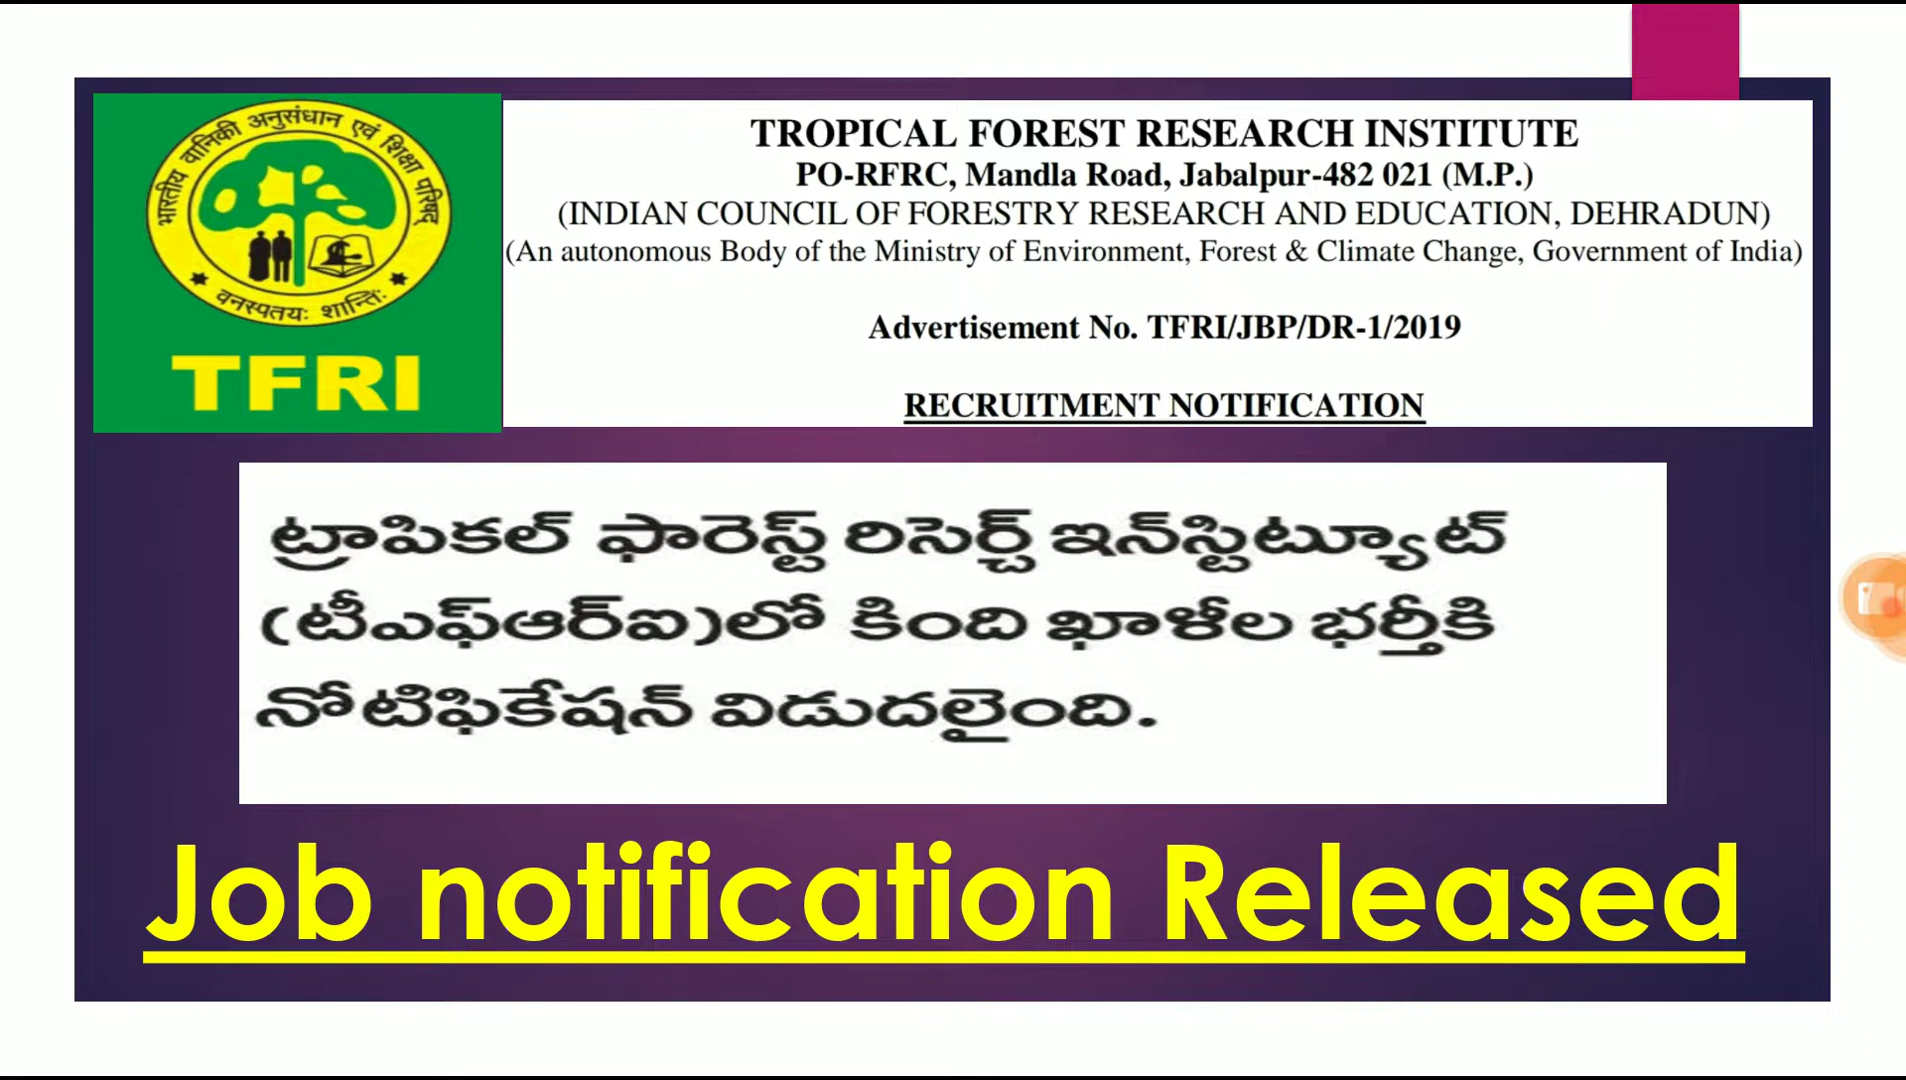 भारतीय वानिकी अनुसंधान एवं शिक्षा परिषद्
वनस्पतयः शान्तिः
TFRI
TROPICAL FOREST RESEARCH INSTITUTE
PO-RFRC, Mandla Road, Jabalpur-482 021 (M.P.)
(INDIAN COUNCIL OF FORESTRY RESEARCH AND EDUCATION, DEHRADUN)
(An autonomous Body of the Ministry of Environment, Forest & Climate Change, Government of India)
Advertisement No. TFRI/JBP/DR-1/2019
RECRUITMENT NOTIFICATION
ట్రాపికల్ ఫారెస్ట్ రిసెర్చ్ ఇన్‌స్టిట్యూట్
(టీఎఫ్ఆర్ఐ)లో కింది ఖాళీల భర్తీకి
నోటిఫికేషన్ విడుదలైంది.
Job notification Released